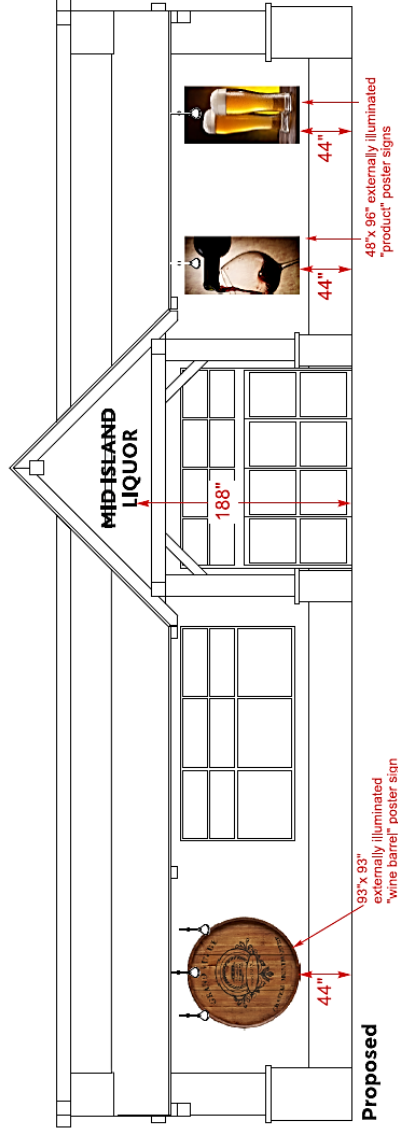 MID ISLAND
LIQUOR
188"
93"x 93"
externally illuminated
"wine barrel" poster sign
44"
44"
44"
48"x 96" externally illuminated
"product" poster signs
Proposed